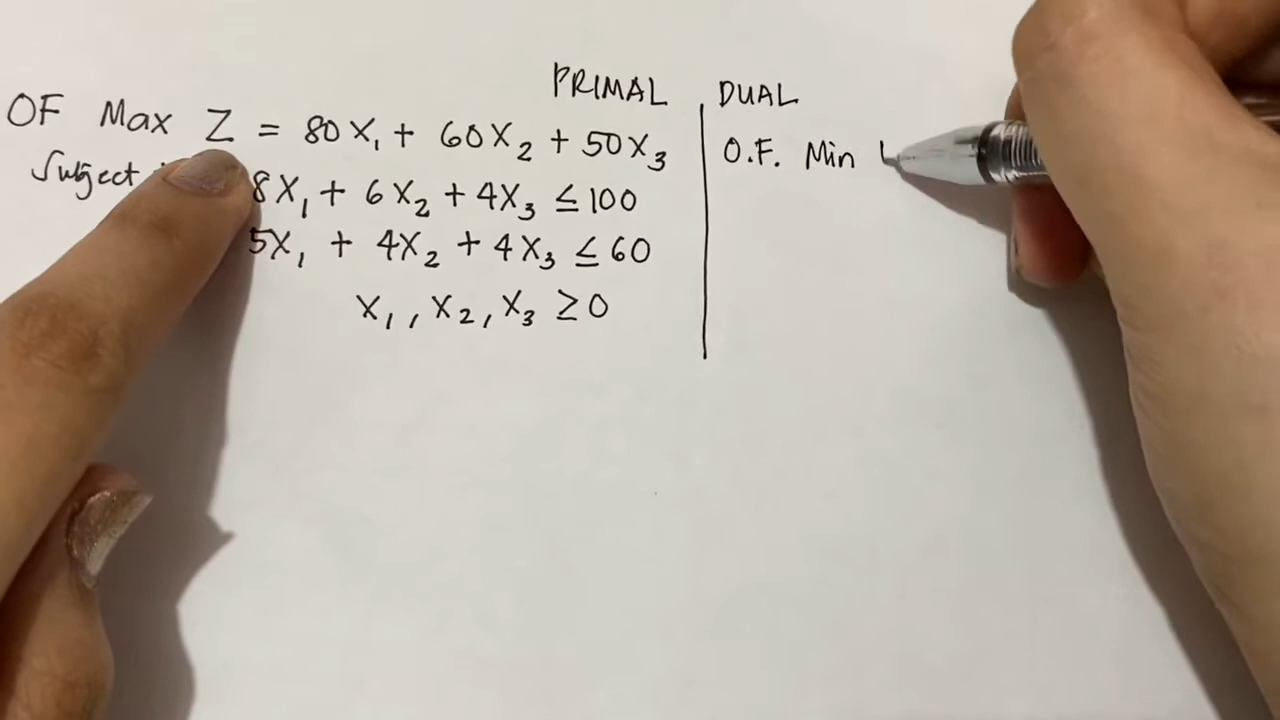 PRIMAL
OF Max Z = 80X₁ + 60X₂ + 50X₃
Subject
8X₁ + 6X₂ + 4X₃ ≤ 100
5X₁ + 4X₂ + 4X₃ ≤ 60
X₁, X₂, X₃ ≥ 0
DUAL
O.F. Min